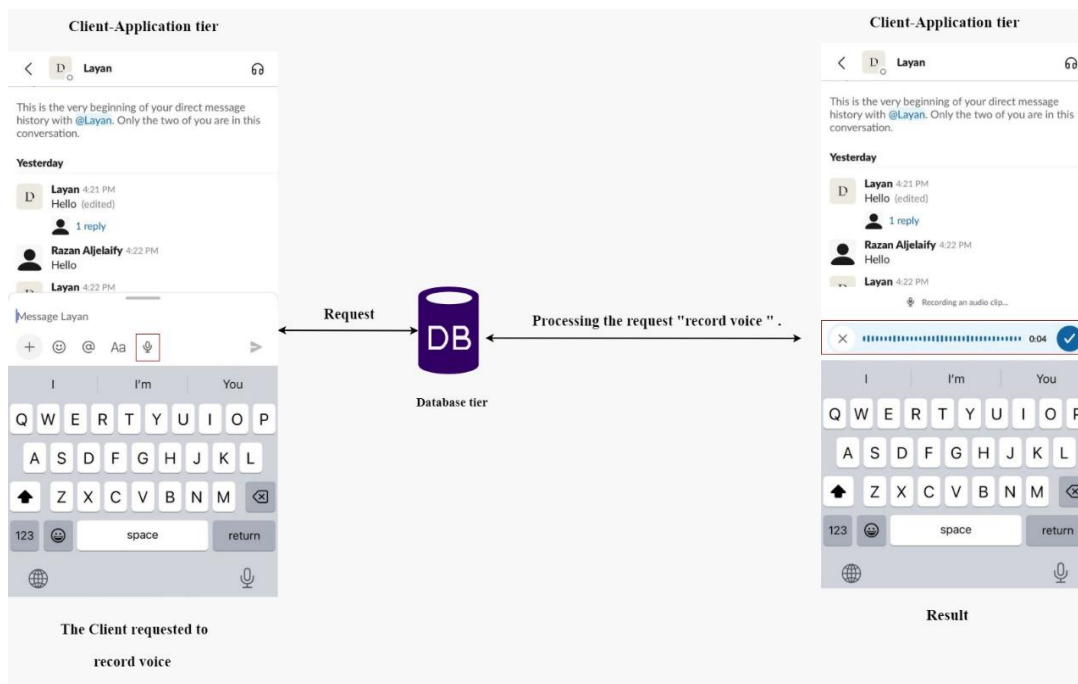 Client-Application tier
D Layan
This is the very beginning of your direct message
history with @Layan. Only the two of you are in this
conversation.
Yesterday
D
Layan 4:21 PM
Hello (edited)
1 reply
Razan Aljelaify 4:22 PM
Hello
Layan 4:22 PM
Message Layan
+ @ Aa
I I'm You
Q W E R T Y U I O P
A S D F G H J K L
Z X C V B N M
123 space return
The Client requested to
record voice
Request
DB
Database tier
Processing the request "record voice " .
Client-Application tier
D Layan
This is the very beginning of your direct message
history with @Layan. Only the two of you are in this
conversation.
Yesterday
D
Layan 4:21 PM
Hello (edited)
1 reply
Razan Aljelaify 4:22 PM
Hello
Layan 4:22 PM
Recording an audio clip...
0:04
I I'm You
Q W E R T Y U I O P
A S D F G H J K L
Z X C V B N M
123 space return
Result